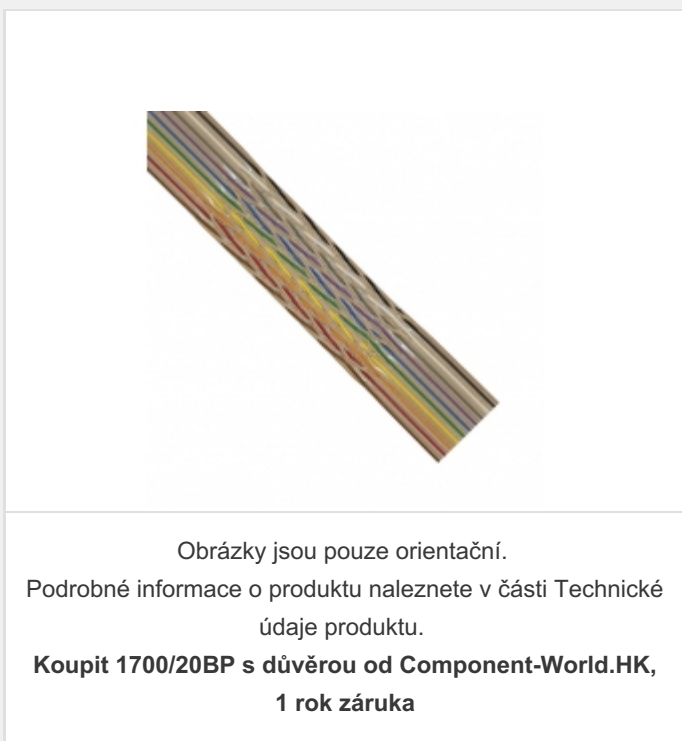 Obrázky jsou pouze orientační.
Podrobné informace o produktu naleznete v části Technické
údaje produktu.
Koupit 1700/20BP s důvěrou od Component-World.HK,
1 rok záruka